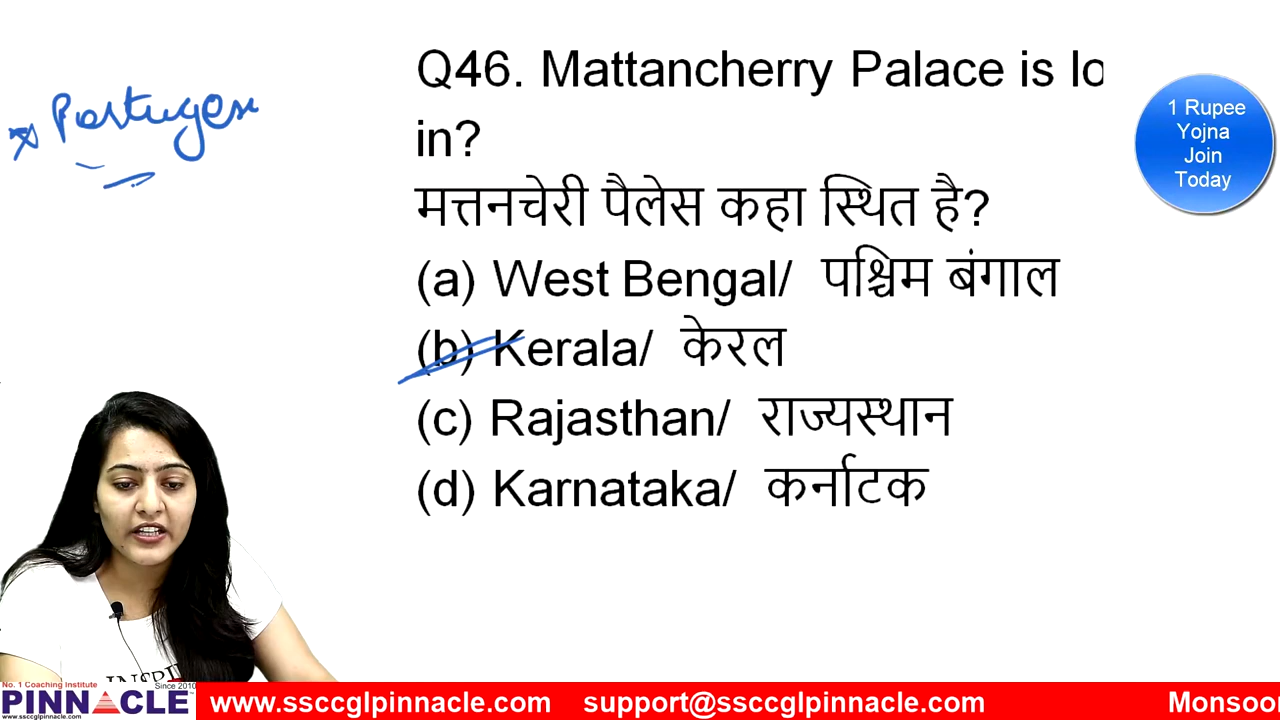 Portugese
Q46. Mattancherry Palace is lo
in?
मत्तनचेरी पैलेस कहा स्थित है?
(a) West Bengal/ पश्चिम बंगाल
(b) Kerala/ केरल
(c) Rajasthan/ राज्यस्थान
(d) Karnataka/ कर्नाटक
1 Rupee
Yojna
Join
Today
No. 1 Coaching Institute
Since 2010
PINNACLE
www.ssccglpinnacle.com
www.ssccglpinnacle.com support@ssccglpinnacle.com Monsoo